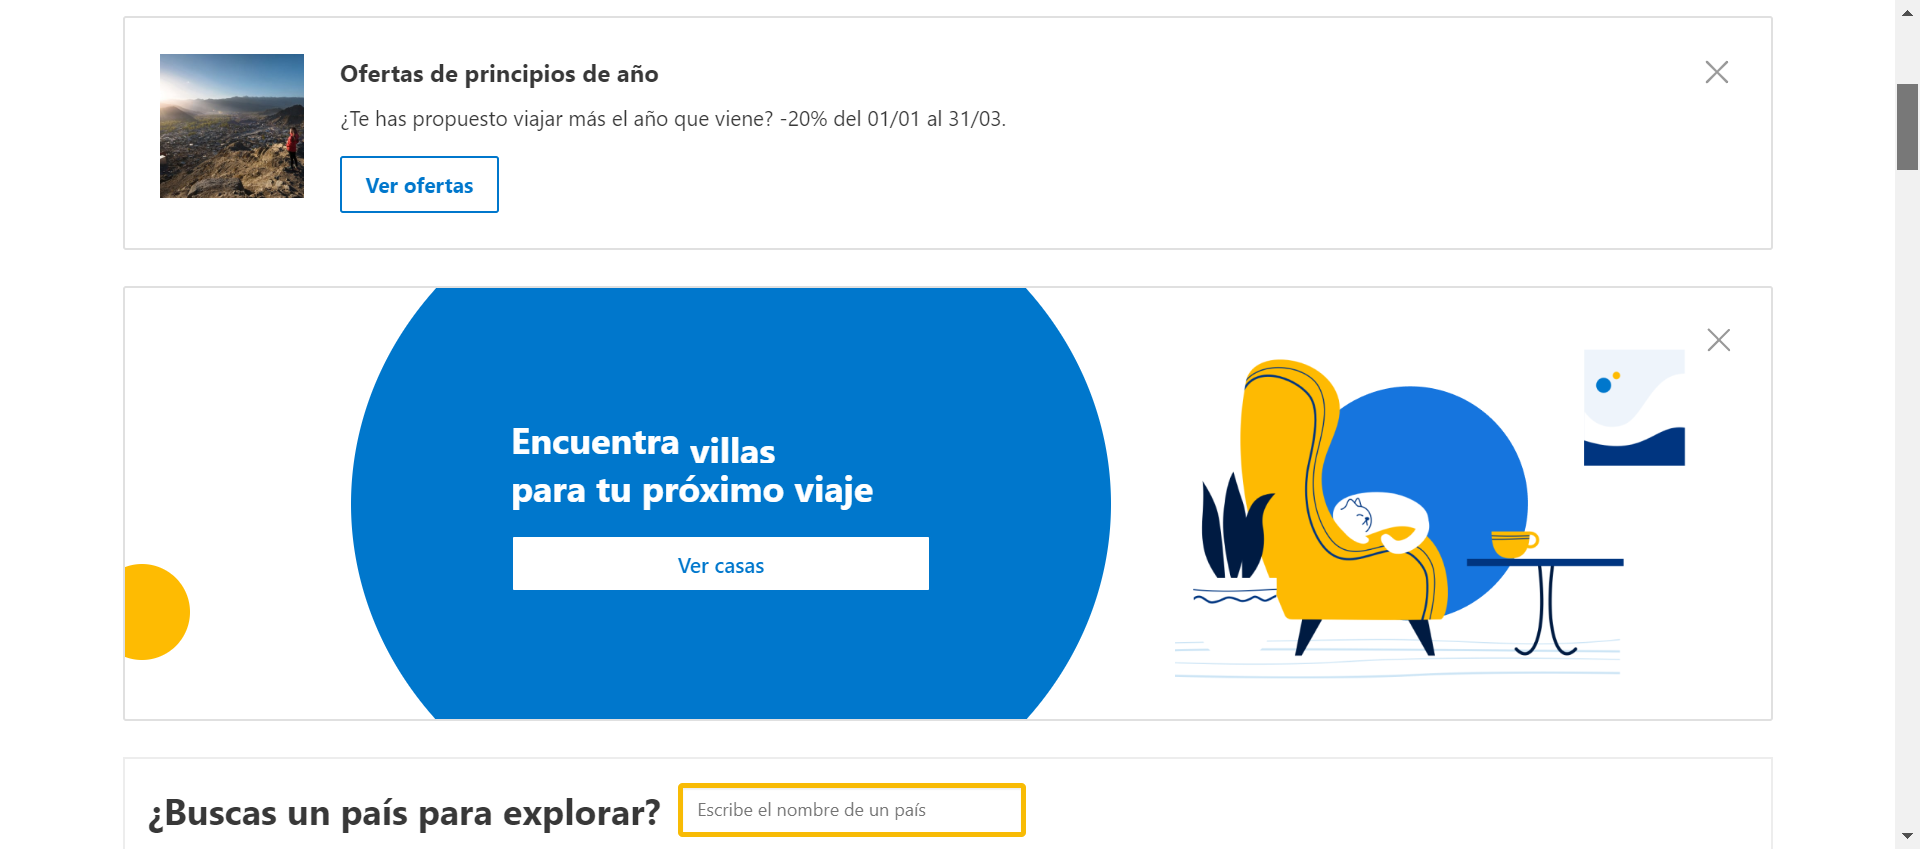 Ofertas de principios de año
¿Te has propuesto viajar más el año que viene? -20% del 01/01 al 31/03.
Ver ofertas
Encuentra villas
para tu próximo viaje
Ver casas
¿Buscas un país para explorar?
Escribe el nombre de un país